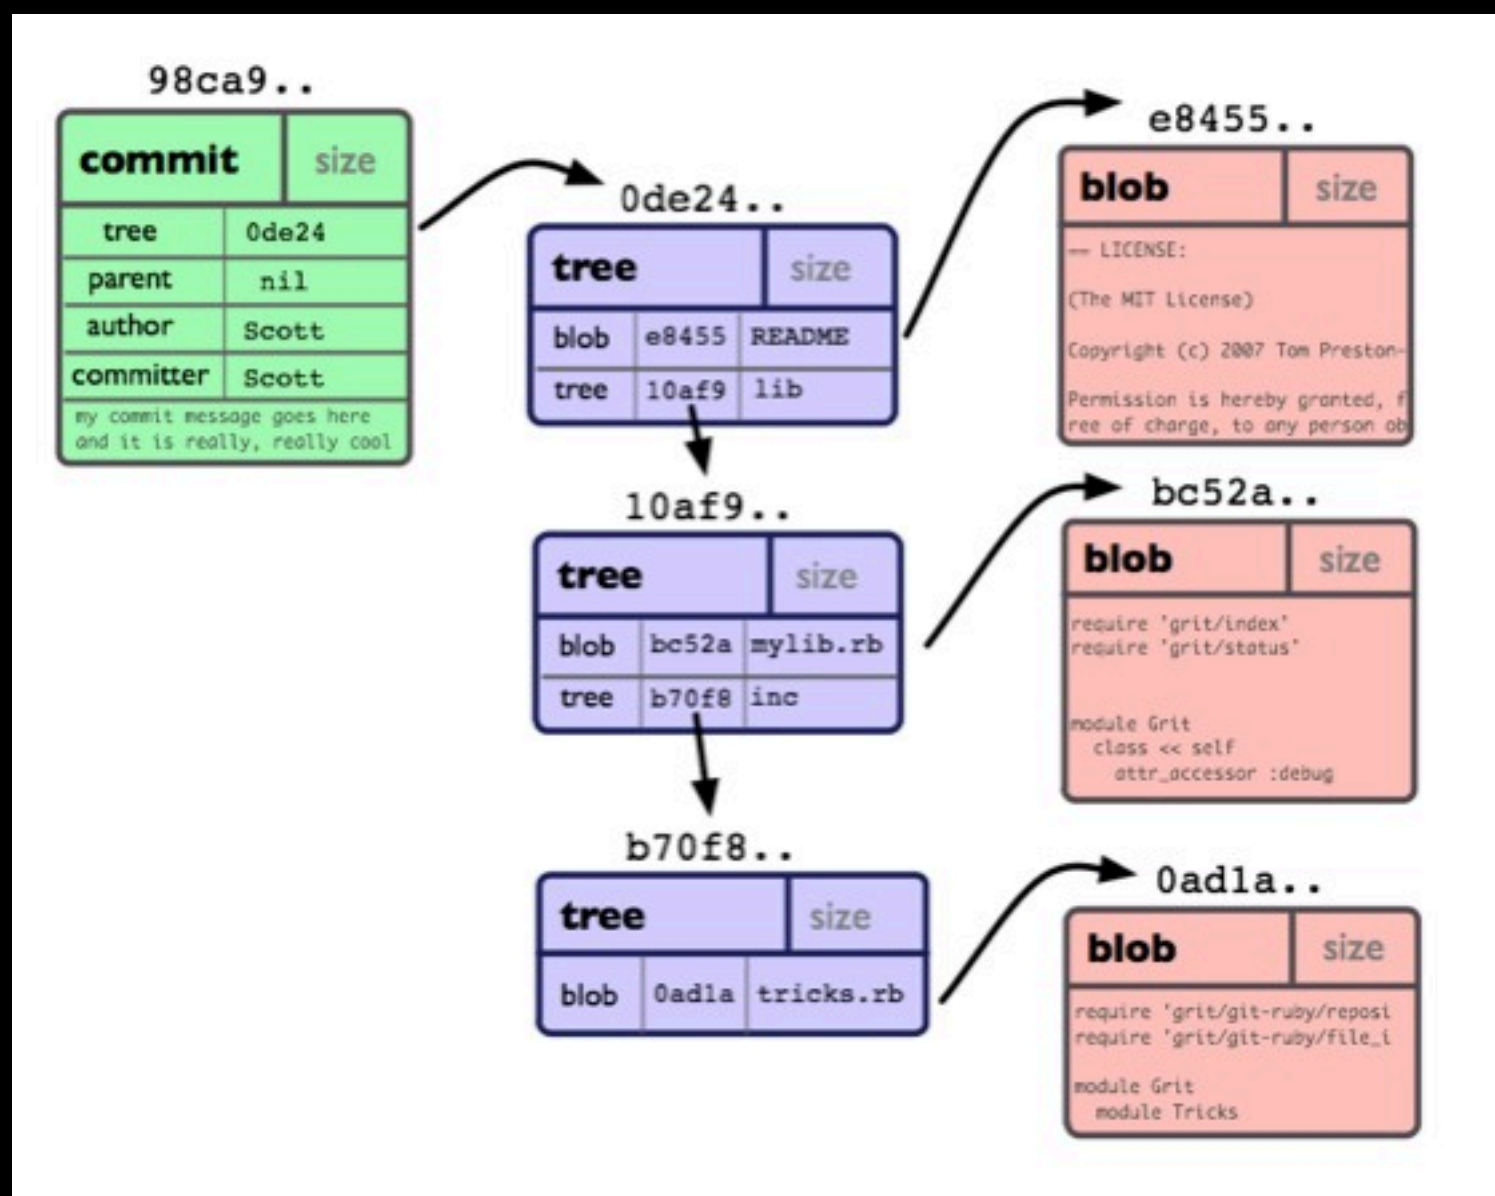 98ca9..
commit size
tree 0de24
parent nil
author Scott
committer Scott
my commit message goes here
and it is really, really cool
0de24..
tree size
blob e8455 README
tree 10af9 lib
10af9..
tree size
blob bc52a mylib.rb
tree b70f8 inc
b70f8..
tree size
blob 0ad1a tricks.rb
e8455..
blob size
-- LICENSE:
(The MIT License)
Copyright (c) 2007 Tom Preston-
Permission is hereby granted, f
ree of charge, to any person ob
bc52a..
blob size
require 'grit/index'
require 'grit/status'
module Grit
class << self
attr_accessor :debug
0ad1a..
blob size
require 'grit/git-ruby/reposi
require 'grit/git-ruby/file_i
module Grit
module Tricks